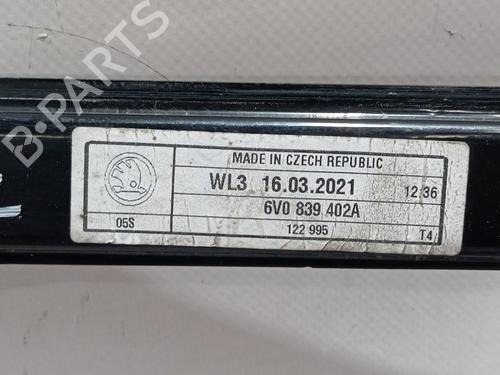 B-PARTS
MADE IN CZECH REPUBLIC
WL3 16.03.2021 12:36
6V0 839 402A
05S 122 995 T4